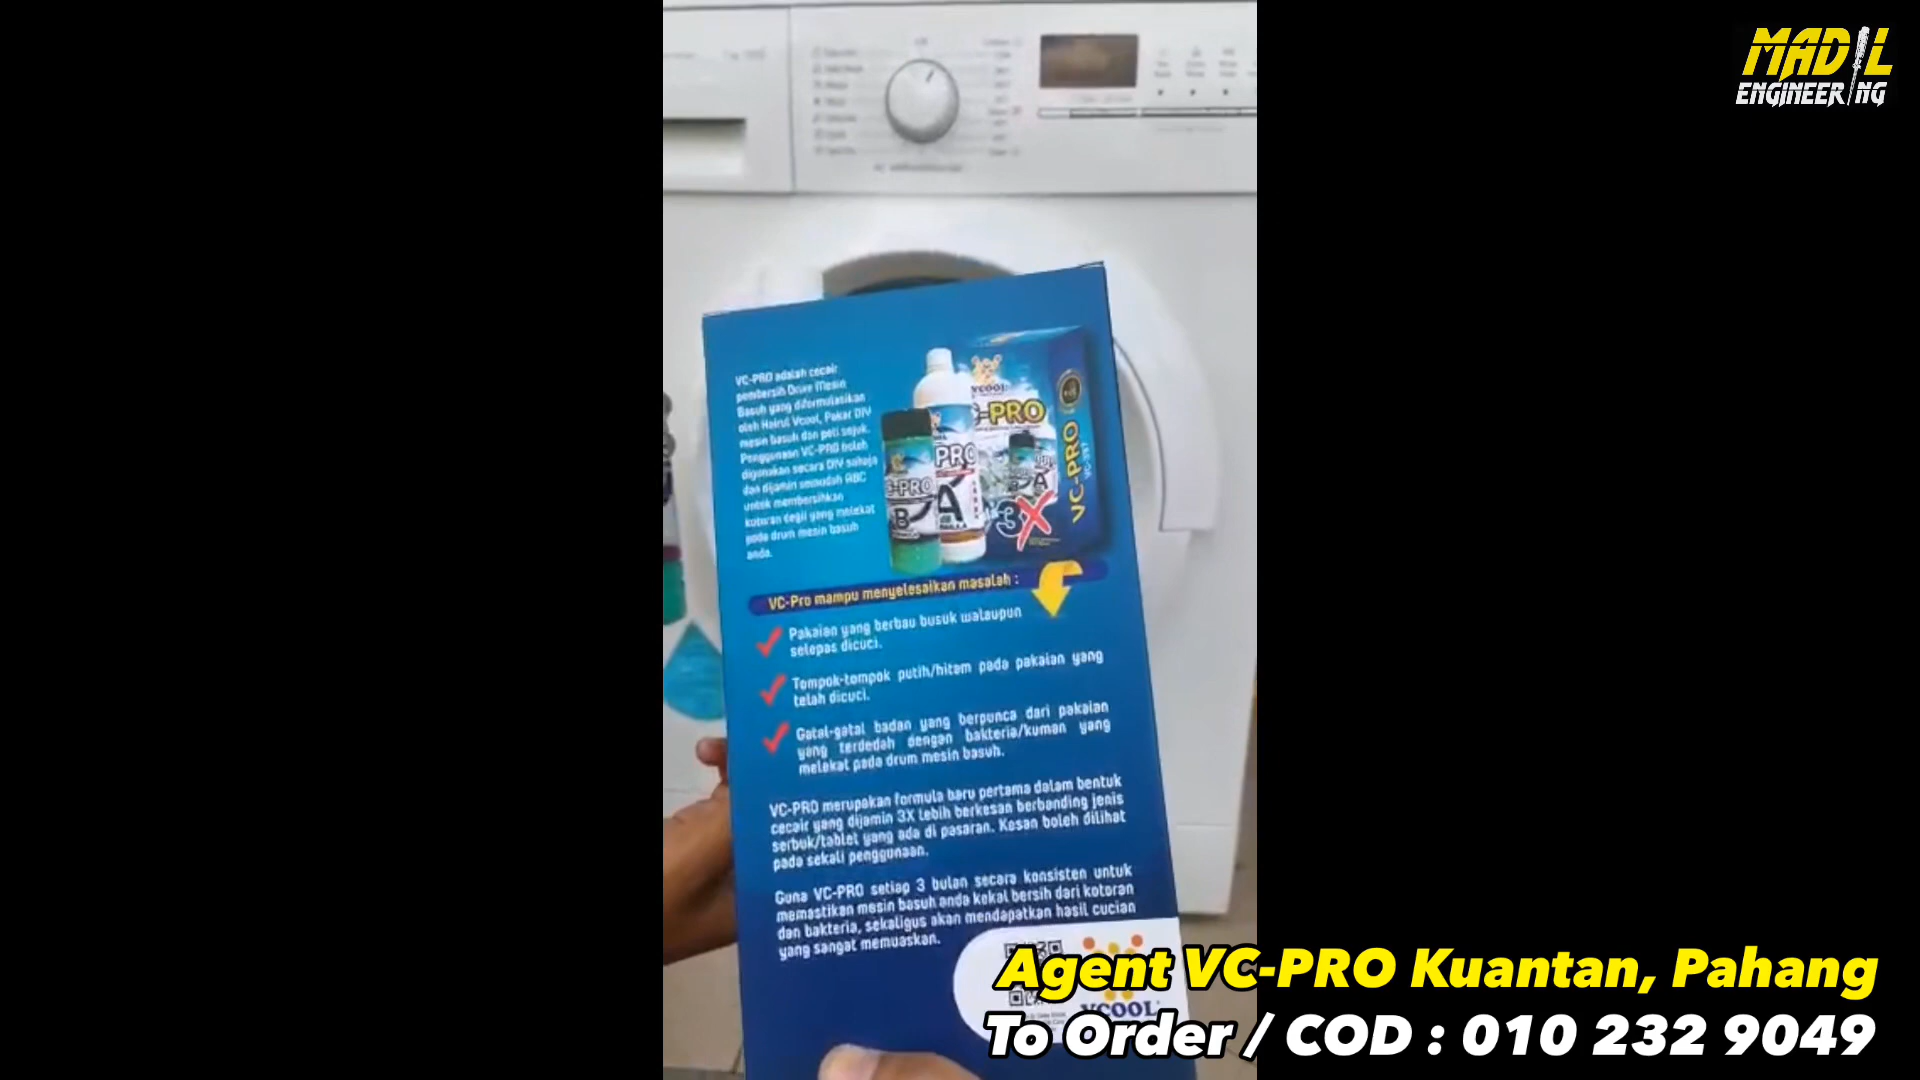 MADIL
ENGINEERING
VC-PRO adalah cecair
pembersih Drum Mesin
Basuh yang diformulasikan
oleh Hairul Vcool, Pakar DIY
mesin basuh dan peti sejuk.
Penggunaan VC-PRO boleh
digunakan secara DIY sahaja
dan dijamin semudah ABC
untuk membersihkan
kotoran degil yang melekat
pada drum mesin basuh
anda.
VCOOL
C-PRO
PRO
C-PRO
B
A
A
3X
VC-PRO
VC-Pro mampu menyelesaikan masalah :
Pakaian yang berbau busuk walaupun
selepas dicuci.
Tompok-tompok putih/hitam pada pakaian yang
telah dicuci.
Gatal-gatal badan yang berpunca dari pakaian
yang terdedah dengan bakteria/kuman yang
melekat pada drum mesin basuh.
VC-PRO merupakan formula baru pertama dalam bentuk
cecair yang dijamin 3X lebih berkesan berbanding jenis
serbuk/tablet yang ada di pasaran. Kesan boleh dilihat
pada sekali penggunaan.
Guna VC-PRO setiap 3 bulan secara konsisten untuk
memastikan mesin basuh anda kekal bersih dari kotoran
dan bakteria, sekaligus akan mendapatkan hasil cucian
yang sangat memuaskan.
VCOOL
Agent VC-PRO Kuantan, Pahang
To Order / COD : 010 232 9049